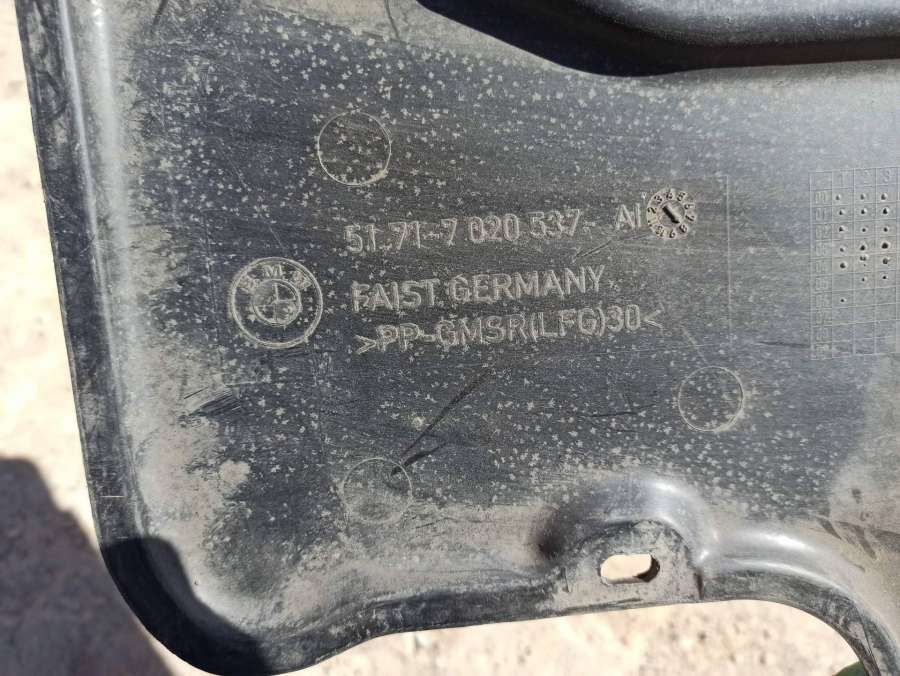 51.71-7 020 537- AI
BMW
FAIST GERMANY
>PP-GMSR(LFG)30<